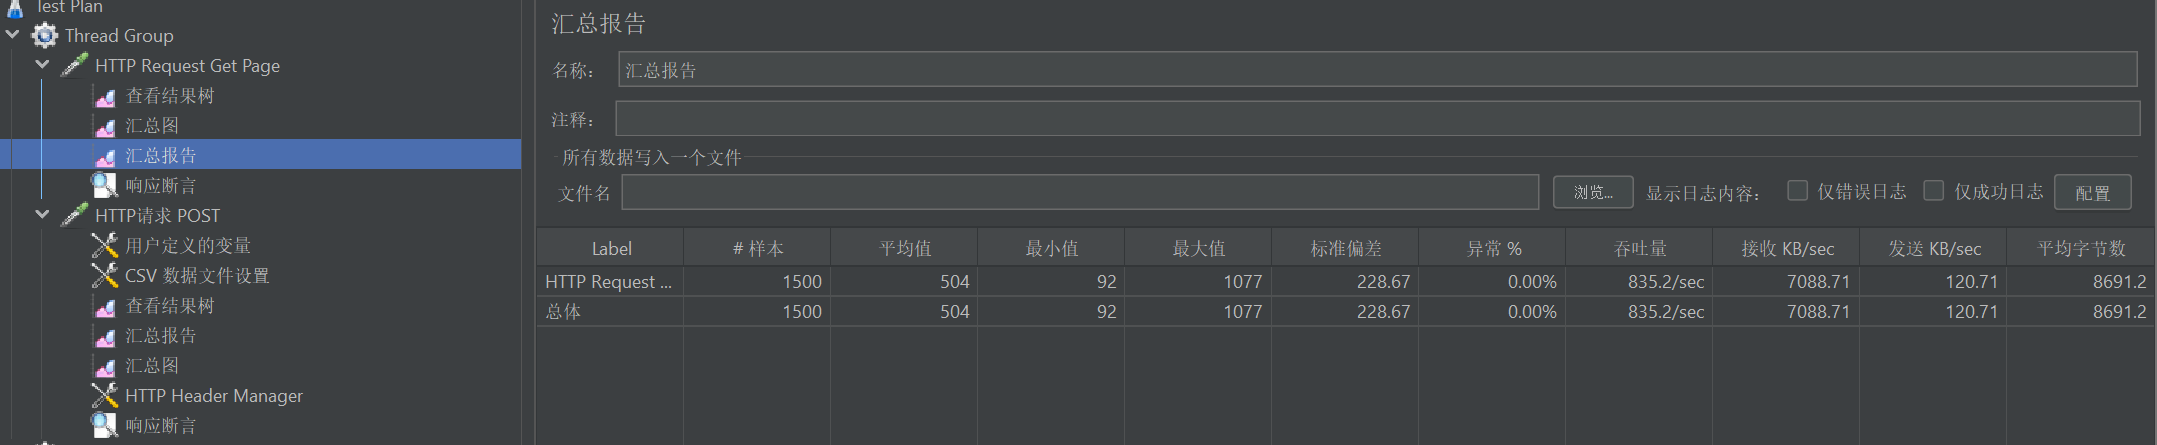 Test Plan
Thread Group
HTTP Request Get Page
查看结果树
汇总图
汇总报告
响应断言
HTTP请求 POST
用户定义的变量
CSV 数据文件设置
查看结果树
汇总报告
汇总图
HTTP Header Manager
响应断言
汇总报告
名称： 汇总报告
注释：
所有数据写入一个文件
文件名 浏览... 显示日志内容： 仅错误日志 仅成功日志 配置
Label # 样本 平均值 最小值 最大值 标准偏差 异常 % 吞吐量 接收 KB/sec 发送 KB/sec 平均字节数
HTTP Request ... 1500 504 92 1077 228.67 0.00% 835.2/sec 7088.71 120.71 8691.2
总体 1500 504 92 1077 228.67 0.00% 835.2/sec 7088.71 120.71 8691.2